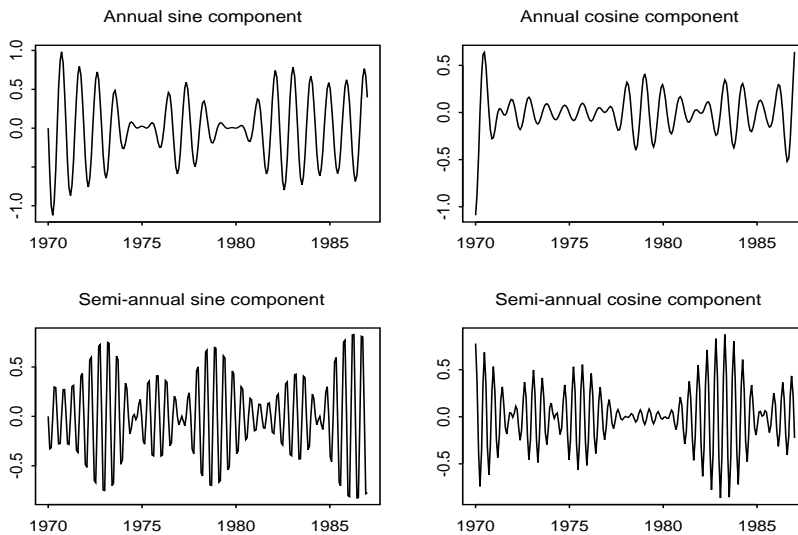 Annual sine component
Annual cosine component
1.0
0.5
0.0
-1.0
1970 1975 1980 1985
0.5
0.0
-0.5
-1.0
1970 1975 1980 1985
Semi-annual sine component
Semi-annual cosine component
0.5
0.0
-0.5
1970 1975 1980 1985
0.5
0.0
-0.5
1970 1975 1980 1985